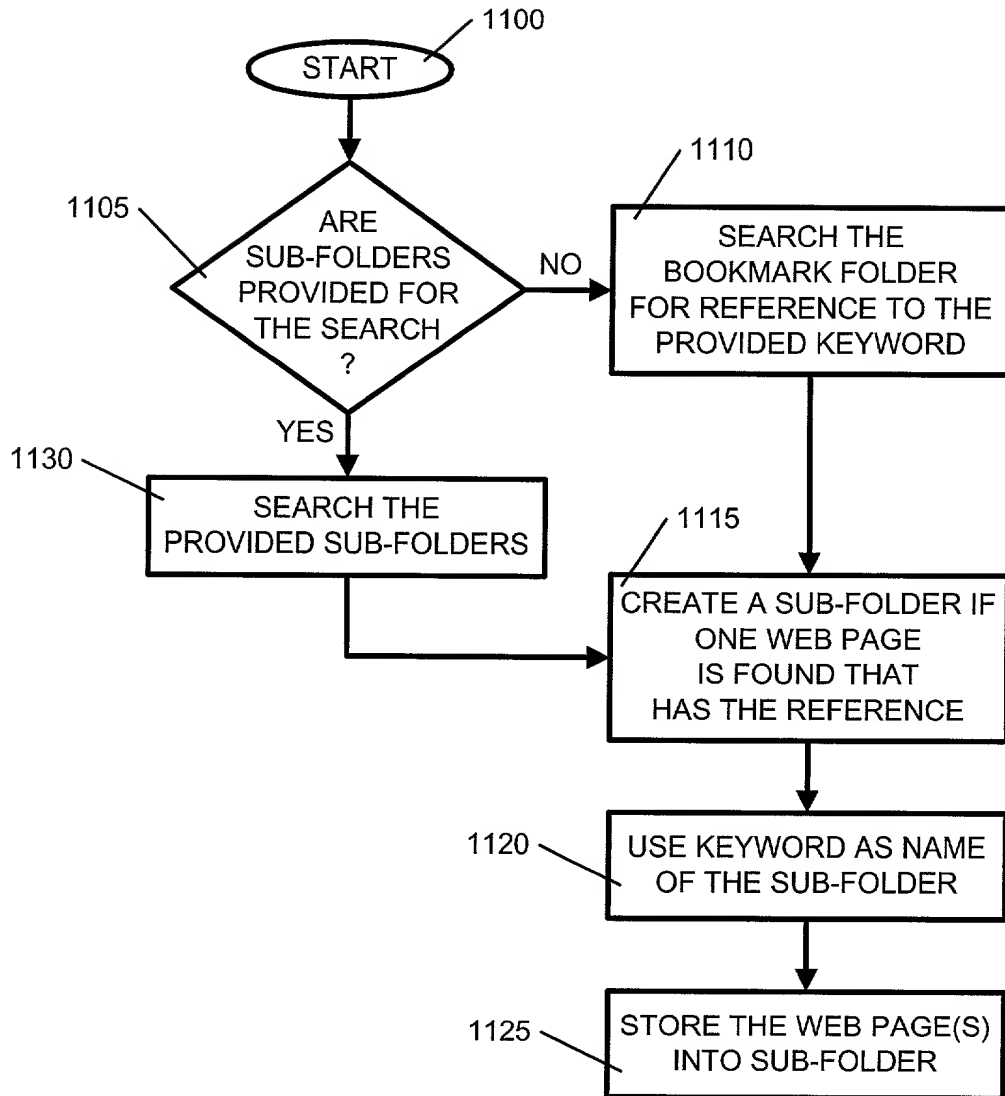 1100
START
1105
ARE
SUB-FOLDERS
PROVIDED FOR
THE SEARCH
?
NO
1110
SEARCH THE
BOOKMARK FOLDER
FOR REFERENCE TO THE
PROVIDED KEYWORD
YES
1130
SEARCH THE
PROVIDED SUB-FOLDERS
1115
CREATE A SUB-FOLDER IF
ONE WEB PAGE
IS FOUND THAT
HAS THE REFERENCE
1120
USE KEYWORD AS NAME
OF THE SUB-FOLDER
1125
STORE THE WEB PAGE(S)
INTO SUB-FOLDER